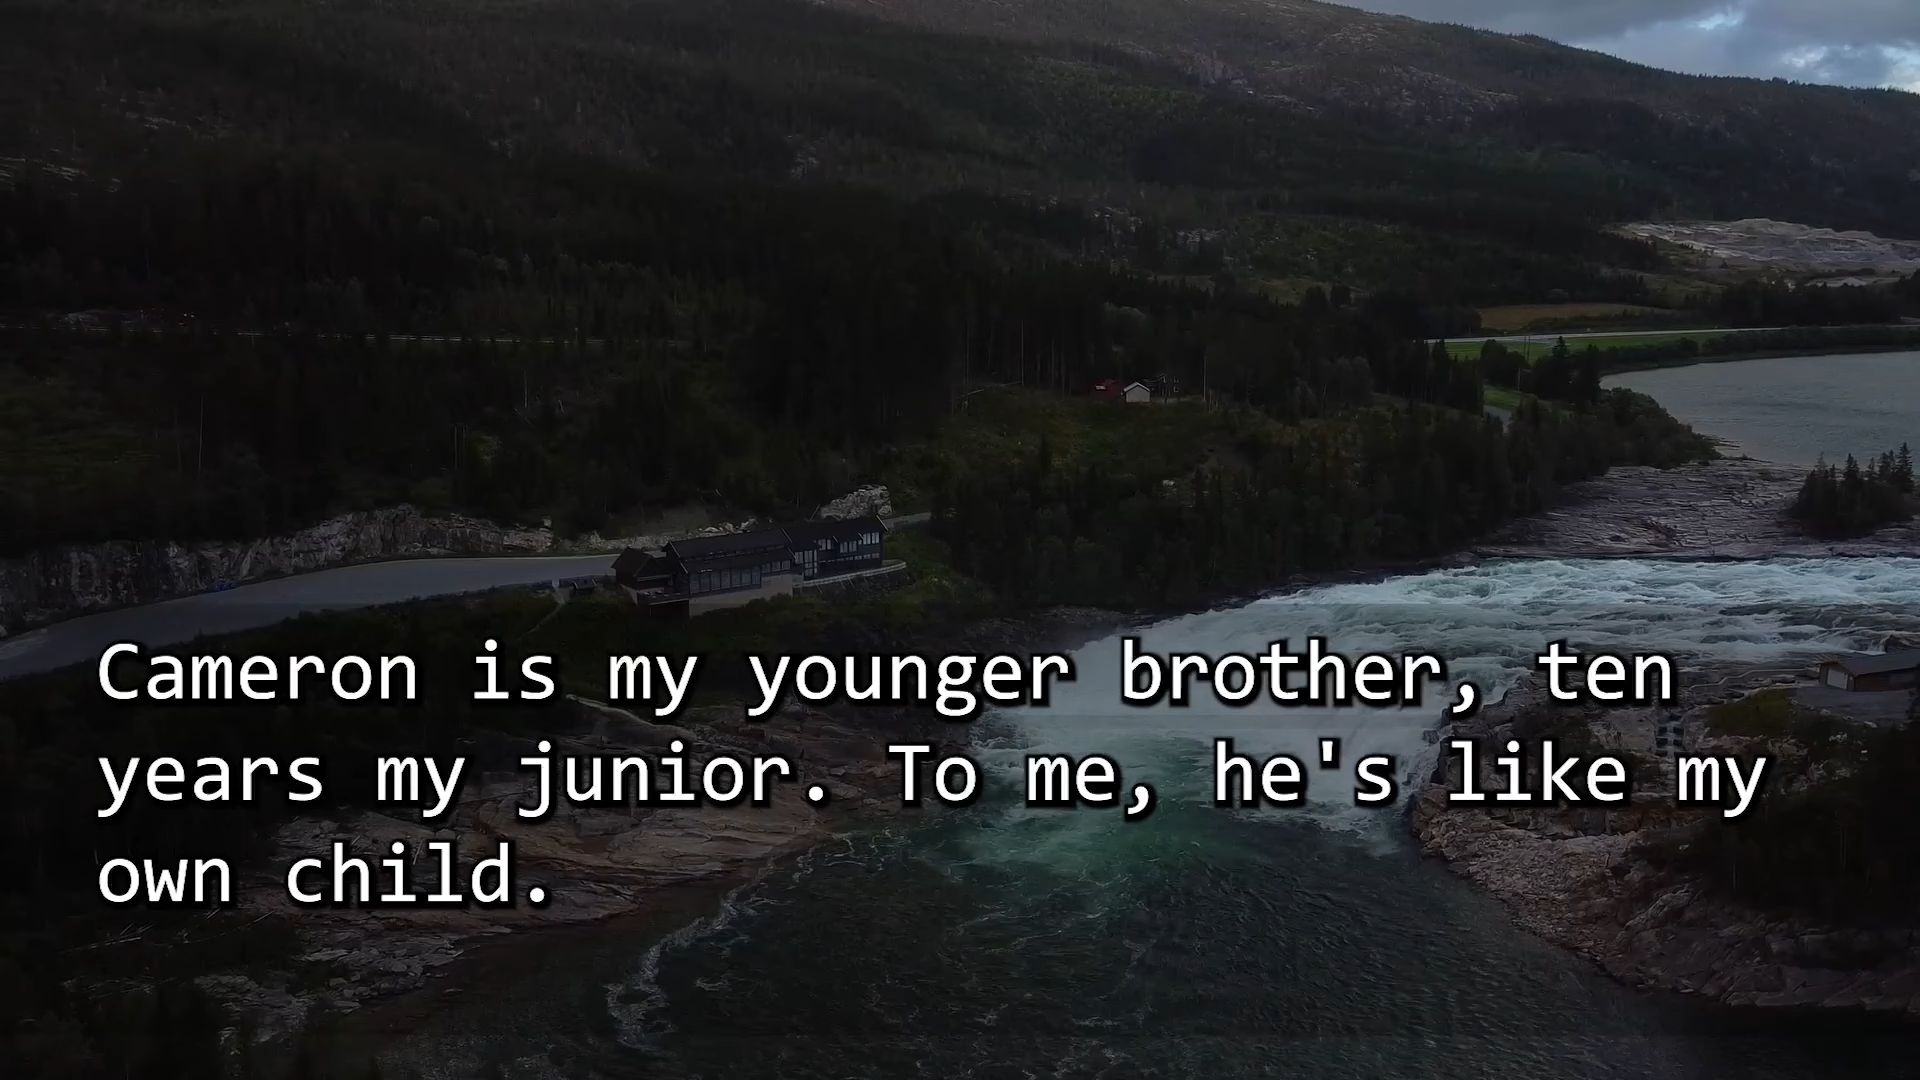 Cameron is my younger brother, ten
years my junior. To me, he's like my
own child.